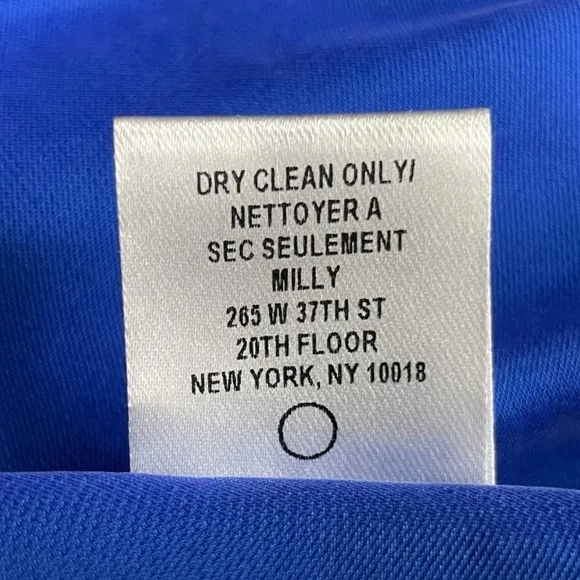 DRY CLEAN ONLY/
NETTOYER A
SEC SEULEMENT
MILLY
265 W 37TH ST
20TH FLOOR
NEW YORK, NY 10018